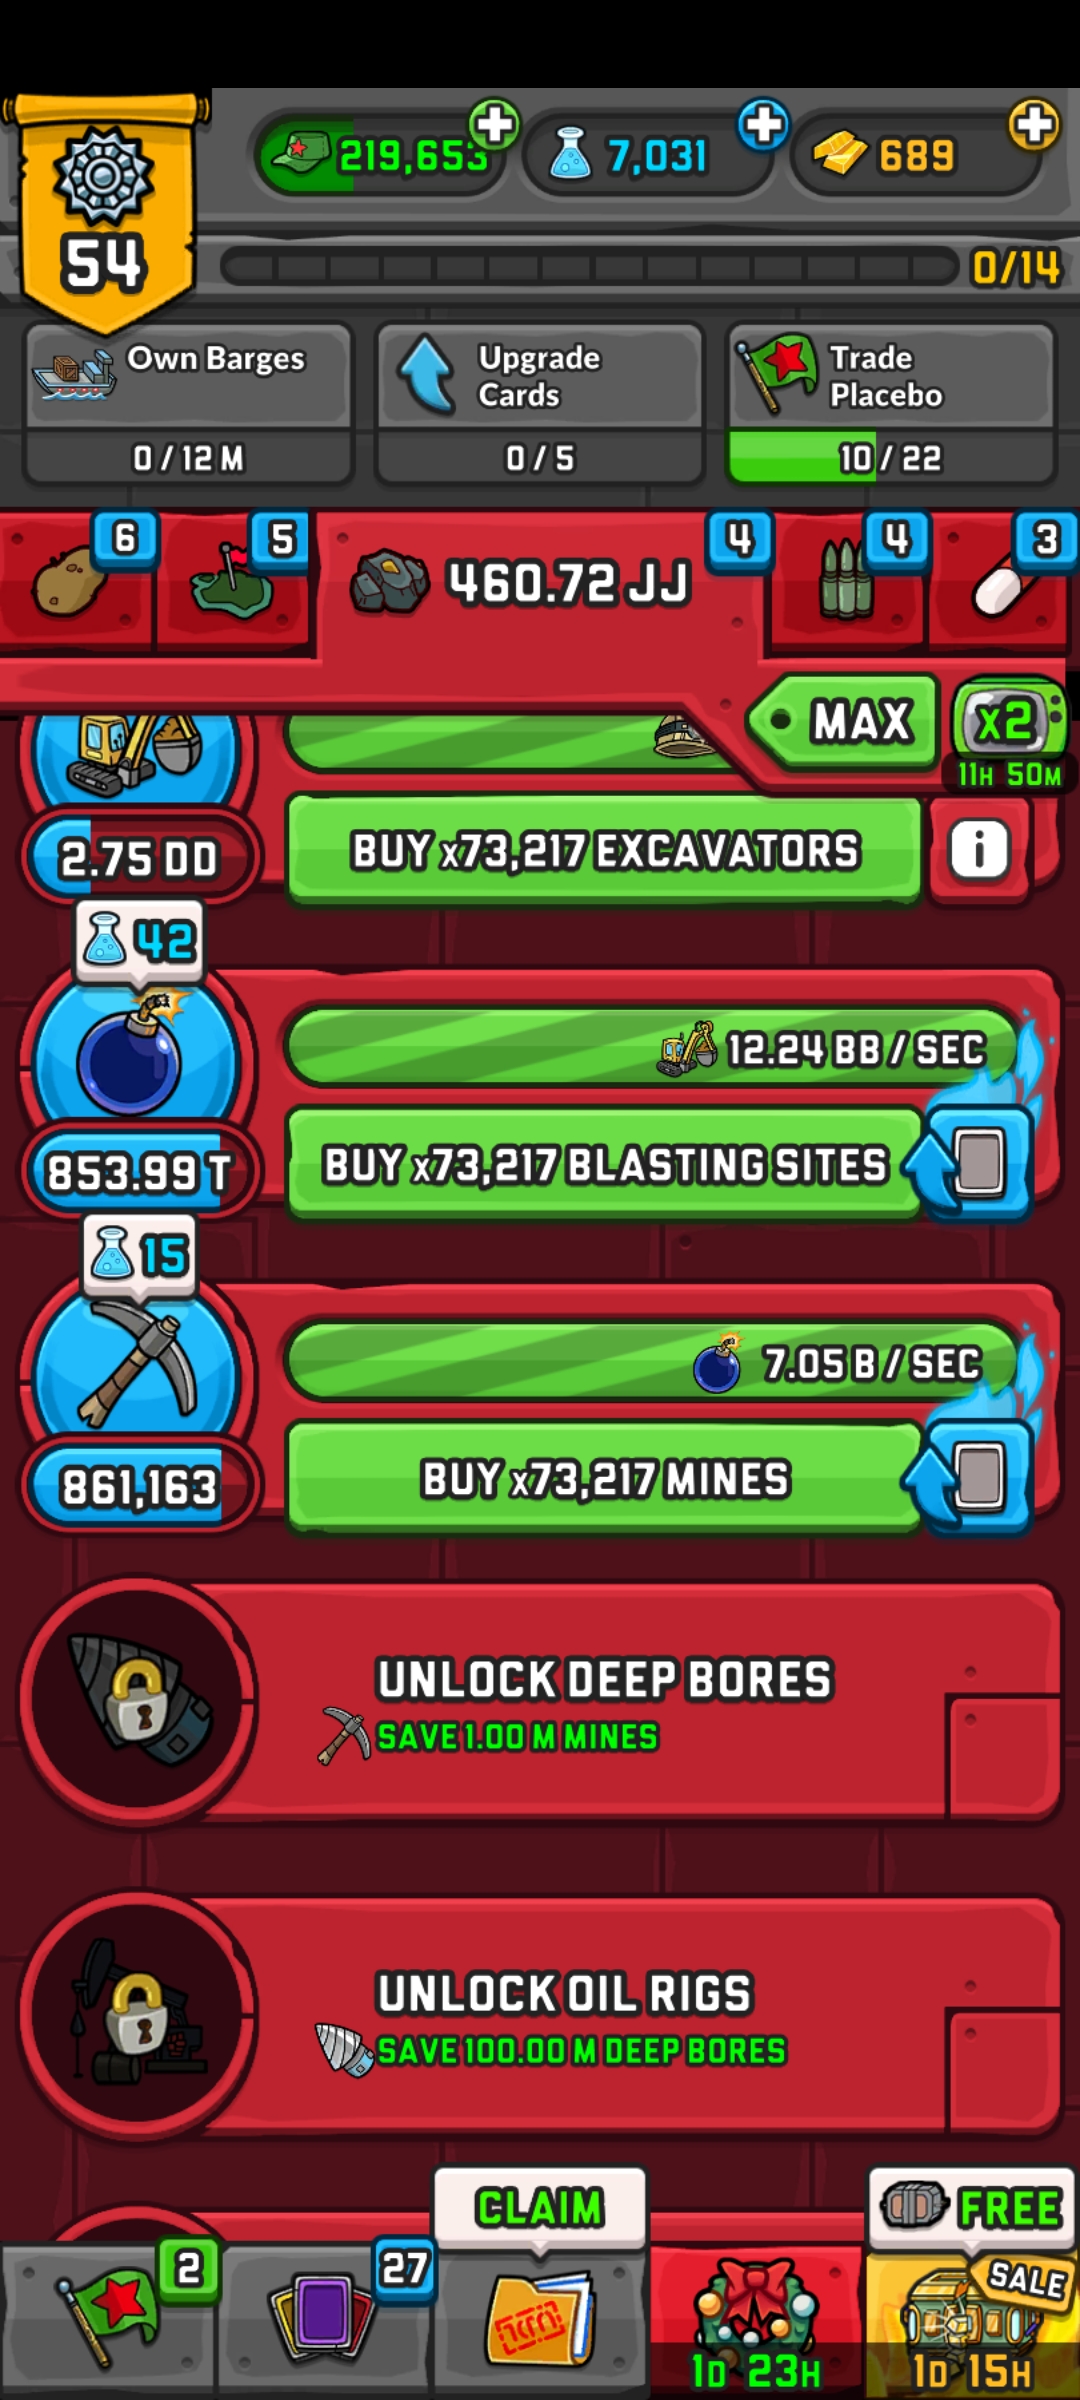 54
219,653
7,031
689
0/14
Own Barges
0 / 12 M
Upgrade
Cards
0 / 5
Trade
Placebo
10 / 22
6
5
460.72 JJ
4
4
3
MAX
x2
11H 50M
2.75 DD
BUY x73,217 EXCAVATORS
i
42
12.24 BB / SEC
853.99 T
BUY x73,217 BLASTING SITES
15
7.05 B / SEC
861,163
BUY x73,217 MINES
UNLOCK DEEP BORES
SAVE 1.00 M MINES
UNLOCK OIL RIGS
SAVE 100.00 M DEEP BORES
CLAIM
FREE
2
27
SALE
1D 23H
1D 15H